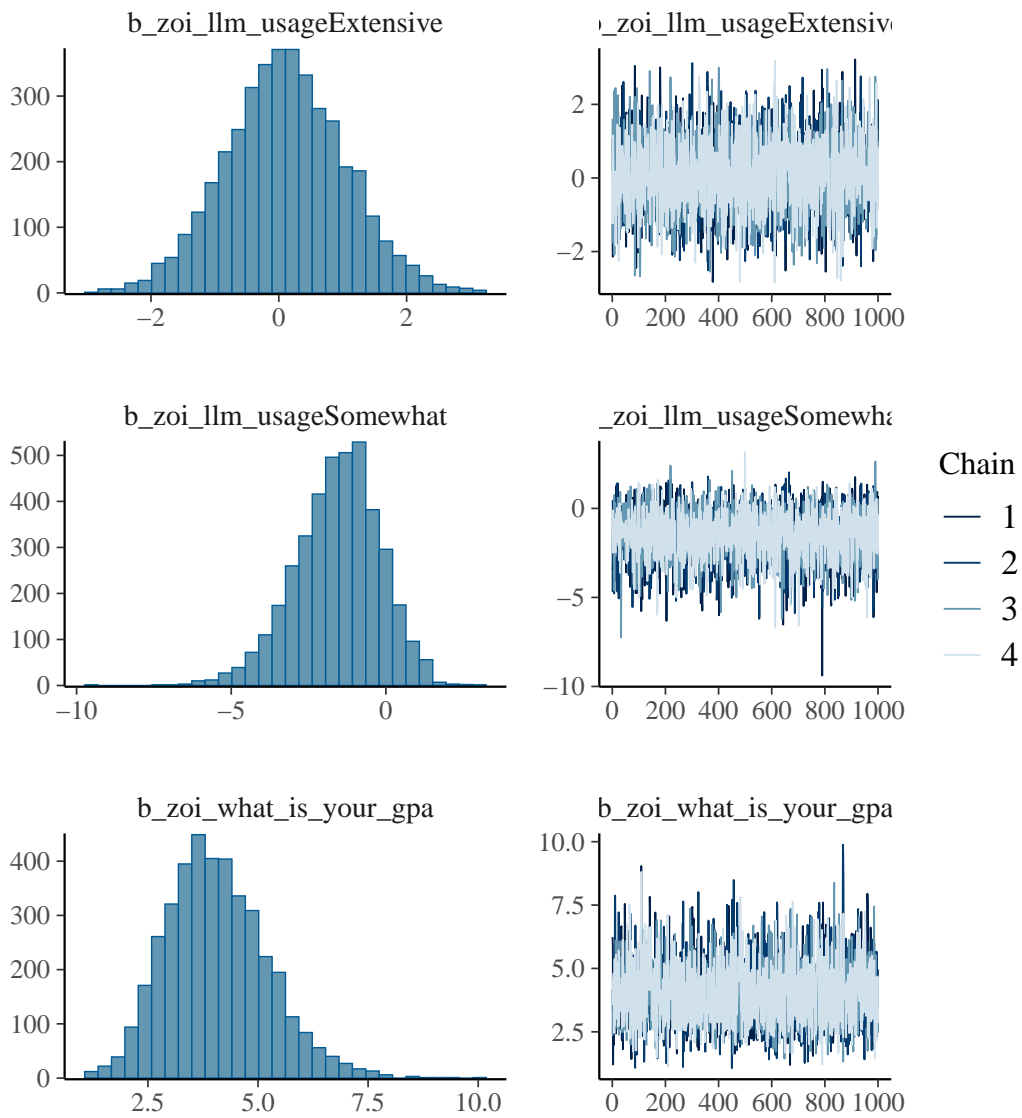 b_zoi_llm_usageExtensive
300
200
100
0
−2 0 2
b_zoi_llm_usageExtensive
2
0
−2
0 200 400 600 800 1000
b_zoi_llm_usageSomewhat
500
400
300
200
100
0
−10 −5 0
_zoi_llm_usageSomewha
0
−5
−10
0 200 400 600 800 1000
b_zoi_what_is_your_gpa
400
300
200
100
0
2.5 5.0 7.5 10.0
b_zoi_what_is_your_gpa
10.0
7.5
5.0
2.5
0 200 400 600 800 1000
Chain
1
2
3
4